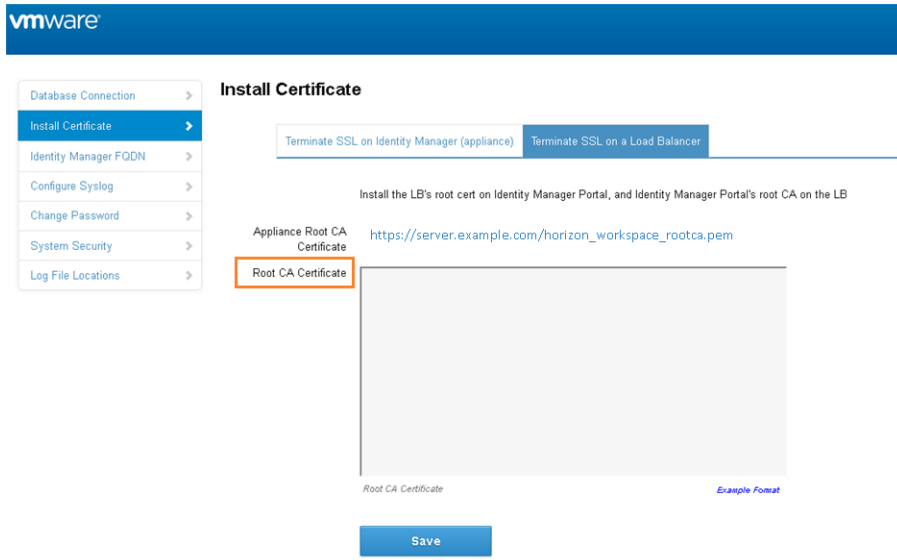 vmware
Database Connection
Install Certificate
Identity Manager FQDN
Configure Syslog
Change Password
System Security
Log File Locations
Install Certificate
Terminate SSL on Identity Manager (appliance)
Terminate SSL on a Load Balancer
Install the LB's root cert on Identity Manager Portal, and Identity Manager Portal's root CA on the LB
Appliance Root CA
Certificate
https://server.example.com/horizon_workspace_rootca.pem
Root CA Certificate
Root CA Certificate
Example Format
Save